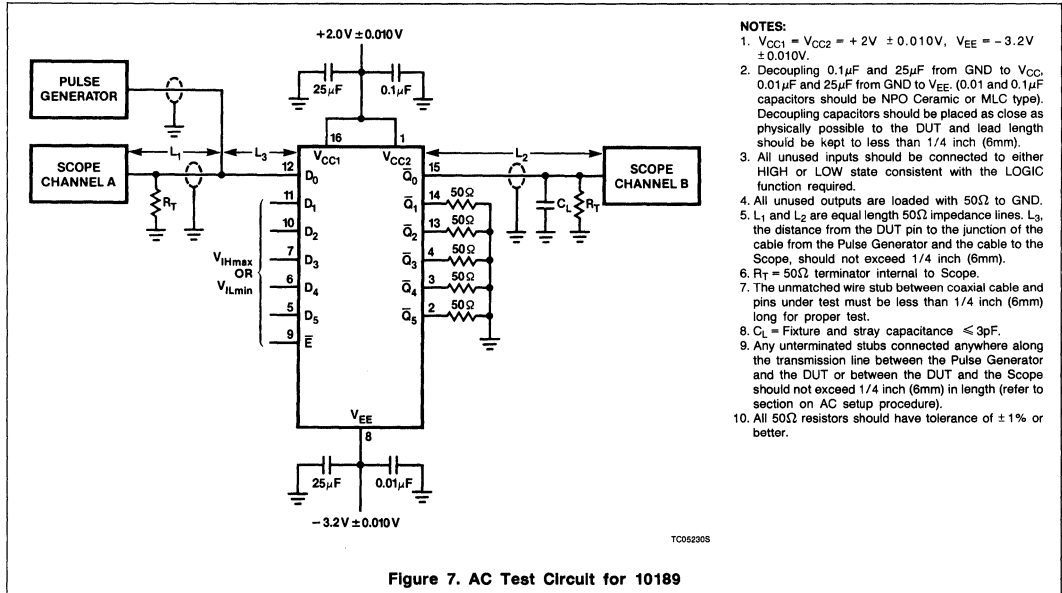 +2.0V ± 0.010V
25µF
0.1µF
PULSE
GENERATOR
L1
L3
SCOPE
CHANNEL A
RT
16
1
VCC1
VCC2
12
D0
11
D1
10
D2
7
D3
6
D4
5
D5
9
E̅
VIHmax
OR
VILmin
Q̅0
15
Q̅1
14
50Ω
Q̅2
13
50Ω
Q̅3
4
50Ω
Q̅4
3
50Ω
Q̅5
2
50Ω
L2
CL
RT
SCOPE
CHANNEL B
VEE
8
25µF
0.01µF
−3.2V ± 0.010V
TC05230S
NOTES:
1. VCC1 = VCC2 = +2V ±0.010V, VEE = −3.2V
±0.010V.
2. Decoupling 0.1µF and 25µF from GND to VCC,
0.01µF and 25µF from GND to VEE. (0.01 and 0.1µF
capacitors should be NPO Ceramic or MLC type).
Decoupling capacitors should be placed as close as
physically possible to the DUT and lead length
should be kept to less than 1/4 inch (6mm).
3. All unused inputs should be connected to either
HIGH or LOW state consistent with the LOGIC
function required.
4. All unused outputs are loaded with 50Ω to GND.
5. L1 and L2 are equal length 50Ω impedance lines. L3,
the distance from the DUT pin to the junction of the
cable from the Pulse Generator and the cable to the
Scope, should not exceed 1/4 inch (6mm).
6. RT = 50Ω terminator internal to Scope.
7. The unmatched wire stub between coaxial cable and
pins under test must be less than 1/4 inch (6mm)
long for proper test.
8. CL = Fixture and stray capacitance ≤ 3pF.
9. Any unterminated stubs connected anywhere along
the transmission line between the Pulse Generator
and the DUT or between the DUT and the Scope
should not exceed 1/4 inch (6mm) in length (refer to
section on AC setup procedure).
10. All 50Ω resistors should have tolerance of ±1% or
better.
Figure 7. AC Test Circuit for 10189